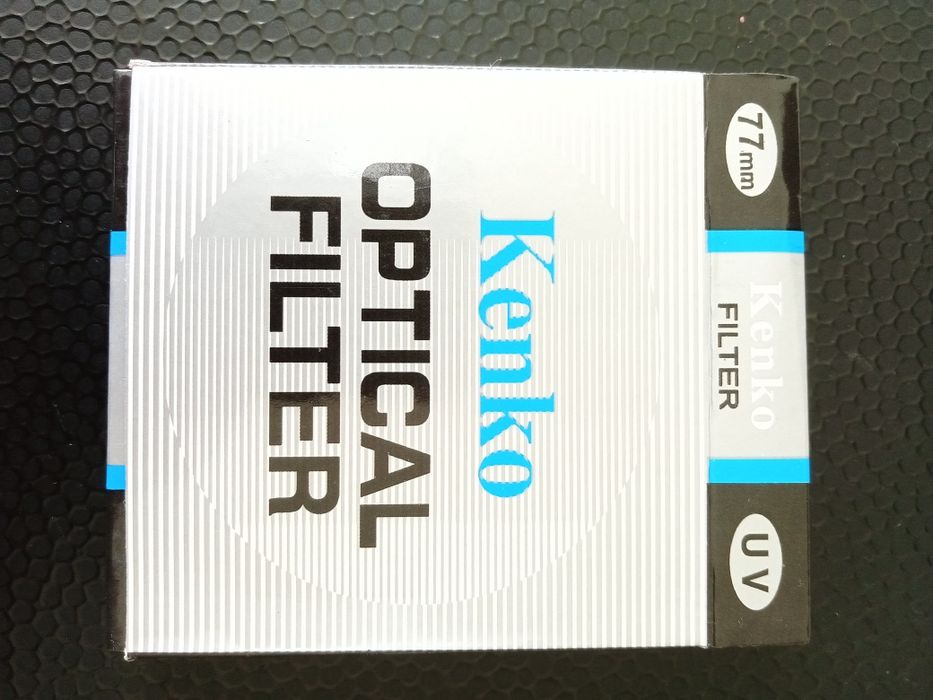 77mm
Kenko
FILTER
UV
Kenko
OPTICAL
FILTER